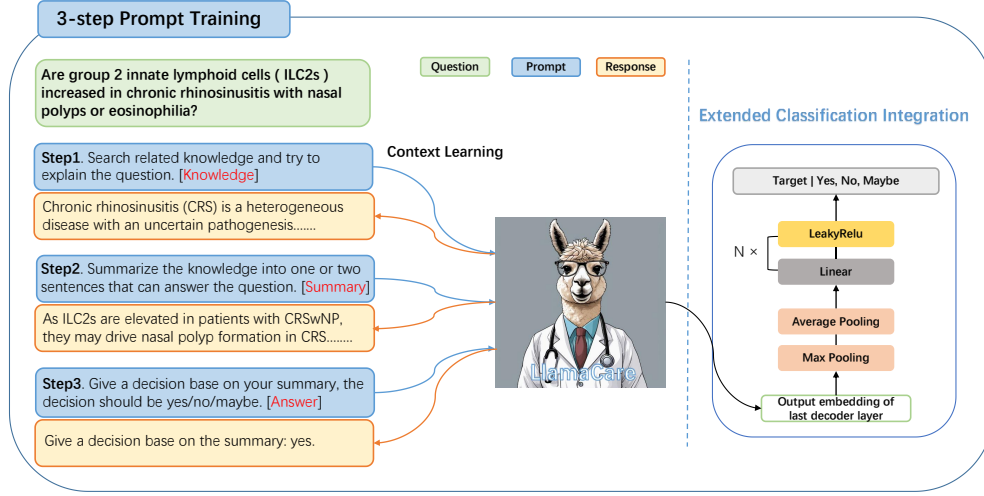 3-step Prompt Training
Are group 2 innate lymphoid cells ( ILC2s )
increased in chronic rhinosinusitis with nasal
polyps or eosinophilia?
Question
Prompt
Response
Step1. Search related knowledge and try to
explain the question. [Knowledge]
Context Learning
Chronic rhinosinusitis (CRS) is a heterogeneous
disease with an uncertain pathogenesis.......
Step2. Summarize the knowledge into one or two
sentences that can answer the question. [Summary]
As ILC2s are elevated in patients with CRSwNP,
they may drive nasal polyp formation in CRS........
Step3. Give a decision base on your summary, the
decision should be yes/no/maybe. [Answer]
Give a decision base on the summary: yes.
LlamaCare
Extended Classification Integration
Target | Yes, No, Maybe
LeakyRelu
N ×
Linear
Average Pooling
Max Pooling
Output embedding of
last decoder layer